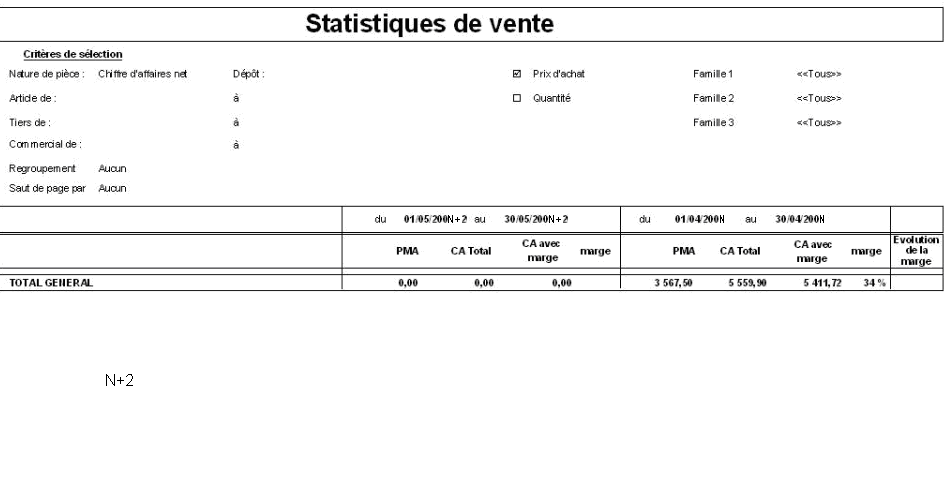 Statistiques de vente
Critères de sélection
Nature de pièce : Chiffre d'affaires net Dépôt : Prix d'achat Famille 1 <<Tous>>
Article de : à Quantité Famille 2 <<Tous>>
Tiers de : à Famille 3 <<Tous>>
Commercial de : à
Regroupement Aucun
Saut de page par Aucun
du 01/05/200N+2 au 30/05/200N+2 du 01/04/200N au 30/04/200N
PMA CA Total CA avec marge marge PMA CA Total CA avec marge marge Evolution de la marge
TOTAL GENERAL 0,00 0,00 0,00 3 567,50 5 559,90 5 411,72 34 %
N+2